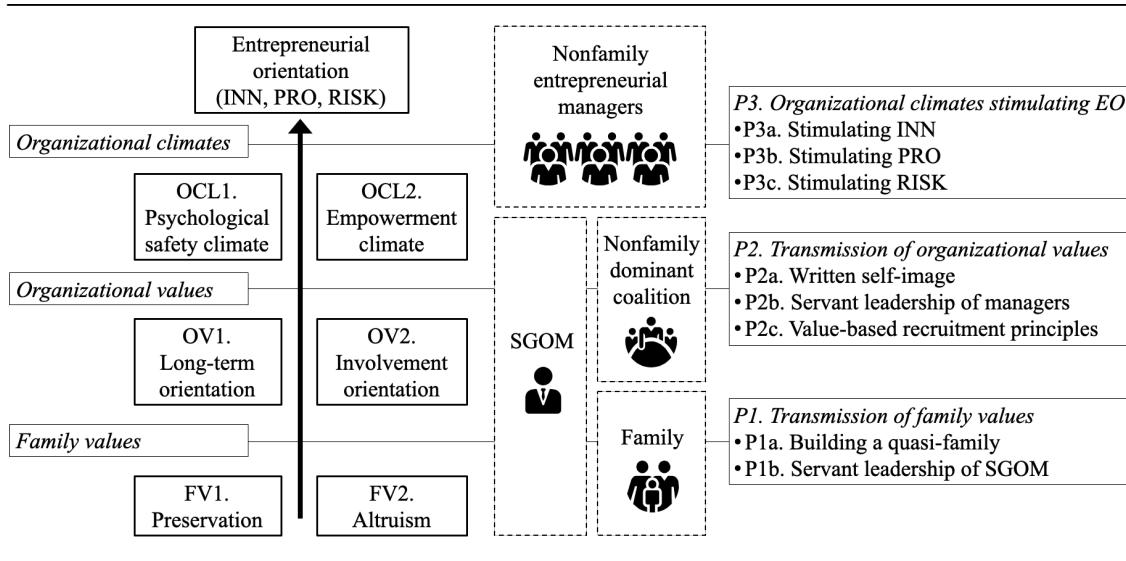 Entrepreneurial
orientation
(INN, PRO, RISK)
Organizational climates
OCL1.
Psychological
safety climate
OCL2.
Empowerment
climate
Organizational values
OV1.
Long-term
orientation
OV2.
Involvement
orientation
Family values
FV1.
Preservation
FV2.
Altruism
Nonfamily
entrepreneurial
managers
SGOM
Nonfamily
dominant
coalition
Family
P3. Organizational climates stimulating EO
•P3a. Stimulating INN
•P3b. Stimulating PRO
•P3c. Stimulating RISK
P2. Transmission of organizational values
•P2a. Written self-image
•P2b. Servant leadership of managers
•P2c. Value-based recruitment principles
P1. Transmission of family values
•P1a. Building a quasi-family
•P1b. Servant leadership of SGOM